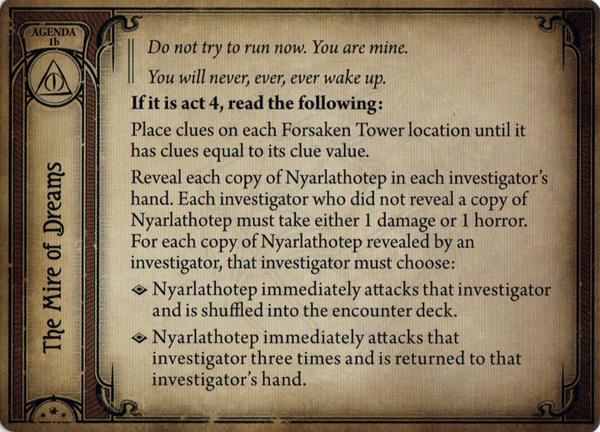 AGENDA
1b
The Mire of Dreams
Do not try to run now. You are mine.
You will never, ever, ever wake up.
If it is act 4, read the following:
Place clues on each Forsaken Tower location until it
has clues equal to its clue value.
Reveal each copy of Nyarlathotep in each investigator's
hand. Each investigator who did not reveal a copy of
Nyarlathotep must take either 1 damage or 1 horror.
For each copy of Nyarlathotep revealed by an
investigator, that investigator must choose:
Nyarlathotep immediately attacks that investigator
and is shuffled into the encounter deck.
Nyarlathotep immediately attacks that
investigator three times and is returned to that
investigator's hand.